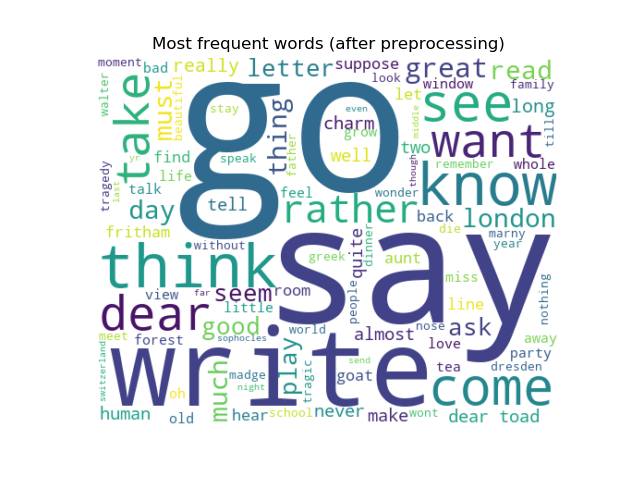 Most frequent words (after preprocessing)
moment bad really letter suppose great read
walter take must beautiful go look window family
stay thing charm even let see long
find grow two middle want tilly
tragedy yr speak father well though remember whole
last talk life tell feel wonder know
day rather back london
fritham without die marny year
think say greek quite dinner aunt
view far seem room people miss nothing
dear good little line
meet forest sophocles world almost nose ask away
write play love party
switzerland much madge tragic goat send tea dresden
oh night come
human old hear school never make wont dear toad